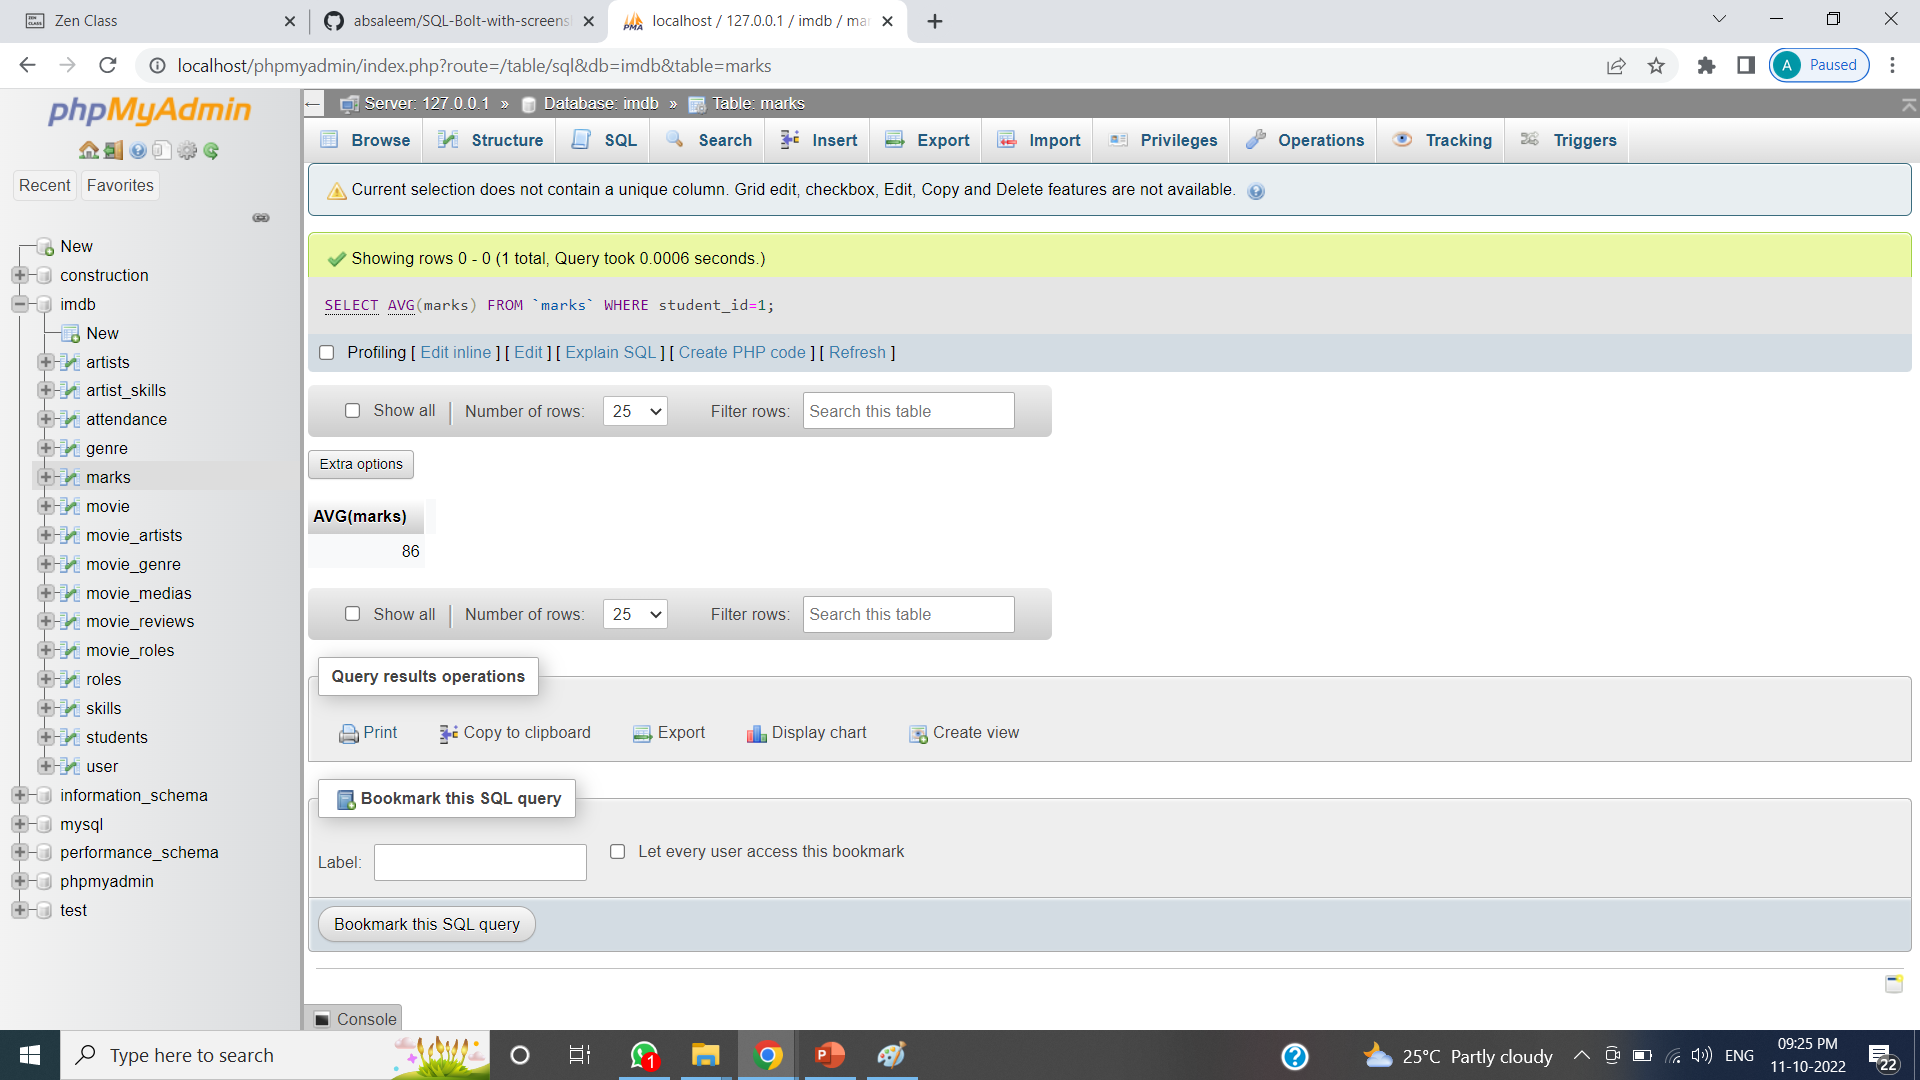 Zen Class
absaleem/SQL-Bolt-with-screens
localhost / 127.0.0.1 / imdb / ma
localhost/phpmyadmin/index.php?route=/table/sql&db=imdb&table=marks
A Paused
phpMyAdmin
Recent Favorites
New
construction
imdb
New
artists
artist_skills
attendance
genre
marks
movie
movie_artists
movie_genre
movie_medias
movie_reviews
movie_roles
roles
skills
students
user
information_schema
mysql
performance_schema
phpmyadmin
test
Server: 127.0.0.1 » Database: imdb » Table: marks
Browse Structure SQL Search Insert Export Import Privileges Operations Tracking Triggers
Current selection does not contain a unique column. Grid edit, checkbox, Edit, Copy and Delete features are not available.
Showing rows 0 - 0 (1 total, Query took 0.0006 seconds.)
SELECT AVG(marks) FROM `marks` WHERE student_id=1;
Profiling [ Edit inline ] [ Edit ] [ Explain SQL ] [ Create PHP code ] [ Refresh ]
Show all Number of rows: 25 Filter rows: Search this table
Extra options
AVG(marks)
86
Show all Number of rows: 25 Filter rows: Search this table
Query results operations
Print Copy to clipboard Export Display chart Create view
Bookmark this SQL query
Label: Let every user access this bookmark
Bookmark this SQL query
Console
Type here to search
1
25°C Partly cloudy
ENG
09:25 PM
11-10-2022
22